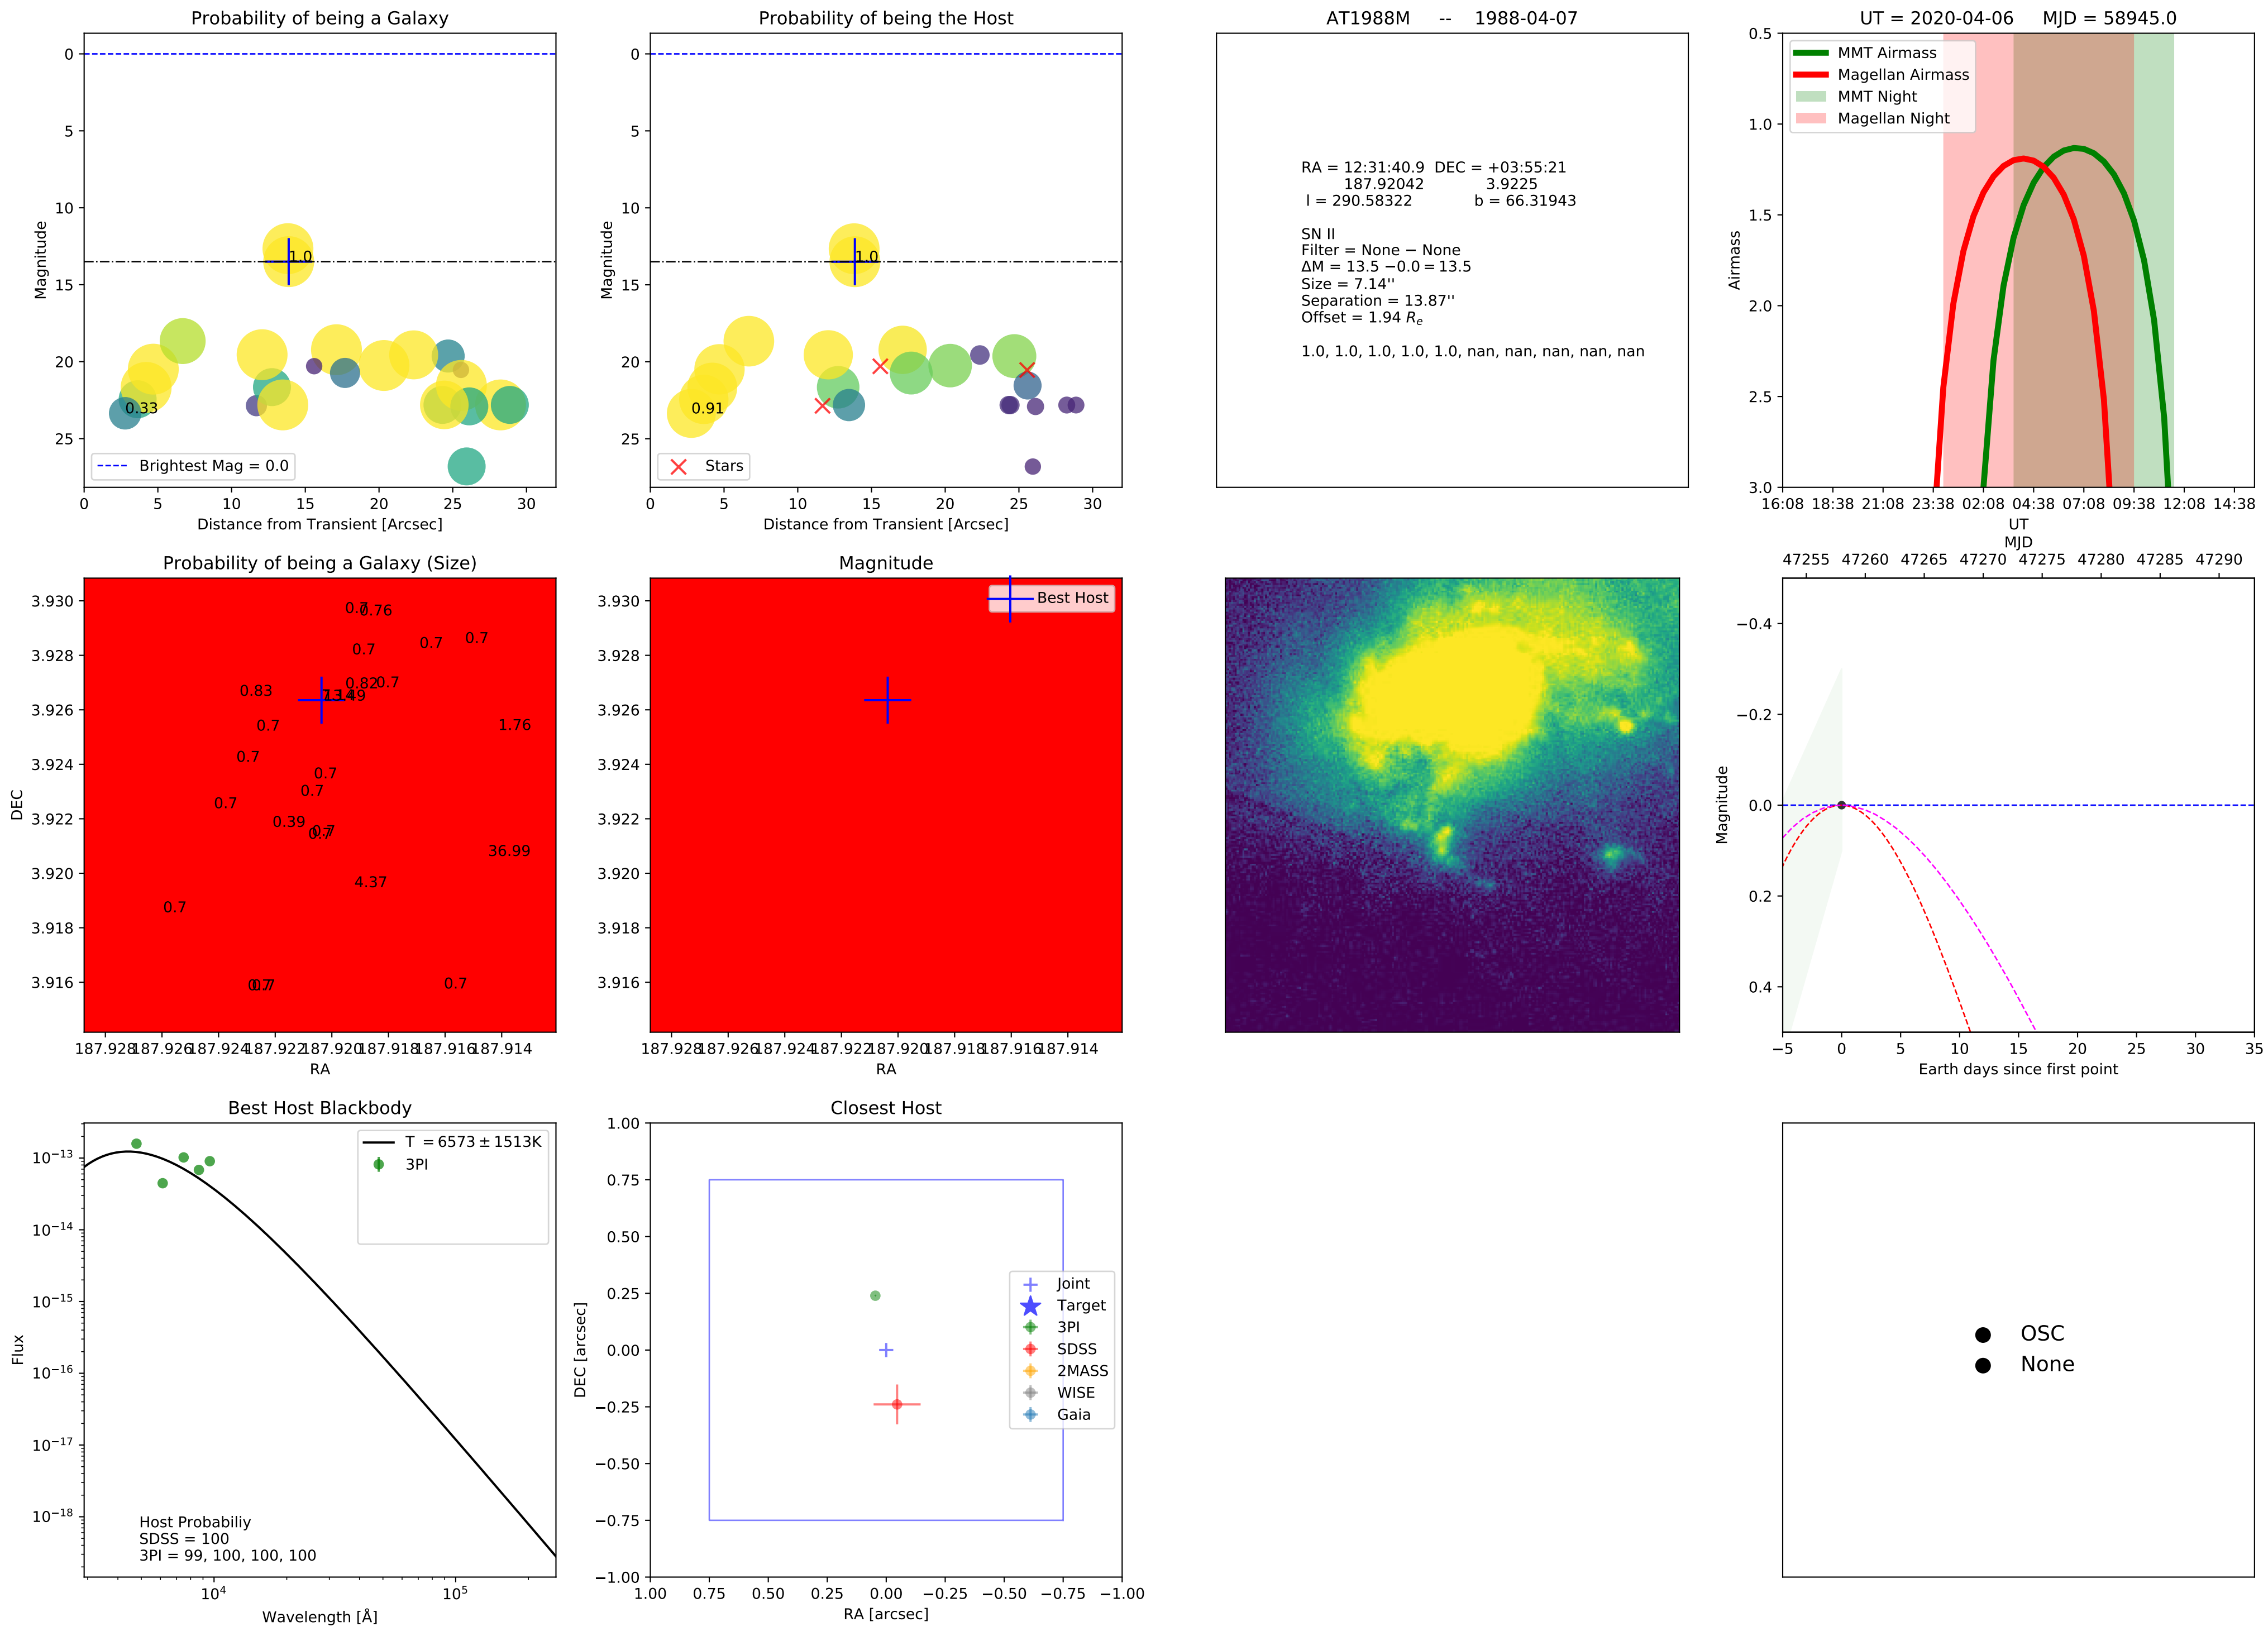 Probability of being a Galaxy
0
5
10
15
20
25
Magnitude
1.0
0.33
Brightest Mag = 0.0
0 5 10 15 20 25 30
Distance from Transient [Arcsec]
Probability of being the Host
0
5
10
15
20
25
Magnitude
1.0
0.91
Stars
0 5 10 15 20 25 30
Distance from Transient [Arcsec]
AT1988M -- 1988-04-07
RA = 12:31:40.9 DEC = +03:55:21
187.92042 3.9225
l = 290.58322 b = 66.31943
SN II
Filter = None − None
ΔM = 13.5 −0.0 = 13.5
Size = 7.14''
Separation = 13.87''
Offset = 1.94 Rₑ
1.0, 1.0, 1.0, 1.0, 1.0, nan, nan, nan, nan, nan
UT = 2020-04-06 MJD = 58945.0
MMT Airmass
Magellan Airmass
MMT Night
Magellan Night
0.5
1.0
1.5
2.0
2.5
3.0
Airmass
16:08 18:38 21:08 23:38 02:08 04:38 07:08 09:38 12:08 14:38
UT
Probability of being a Galaxy (Size)
3.930
3.928
3.926
3.924
3.922
3.920
3.918
3.916
DEC
0.7
0.76
0.7
0.7
0.7
0.82
0.7
0.83
0.7
1.76
0.7
0.7
0.7
0.7
0.39
0.7
0.7
36.99
4.37
0.7
0.7
0.7
0.7
187.928 187.926 187.924 187.922 187.920 187.918 187.916 187.914
RA
Magnitude
Best Host
3.930
3.928
3.926
3.924
3.922
3.920
3.918
3.916
187.928 187.926 187.924 187.922 187.920 187.918 187.916 187.914
RA
MJD
47255 47260 47265 47270 47275 47280 47285 47290
−0.4
−0.2
0.0
0.2
0.4
Magnitude
−5 0 5 10 15 20 25 30 35
Earth days since first point
Best Host Blackbody
T = 6573 ± 1513K
3PI
10⁻¹³
10⁻¹⁴
10⁻¹⁵
10⁻¹⁶
10⁻¹⁷
10⁻¹⁸
Flux
Host Probabiliy
SDSS = 100
3PI = 99, 100, 100, 100
10⁴ 10⁵
Wavelength [Å]
Closest Host
1.00
0.75
0.50
0.25
0.00
−0.25
−0.50
−0.75
−1.00
DEC [arcsec]
Joint
Target
3PI
SDSS
2MASS
WISE
Gaia
1.00 0.75 0.50 0.25 0.00 −0.25 −0.50 −0.75 −1.00
RA [arcsec]
OSC
None